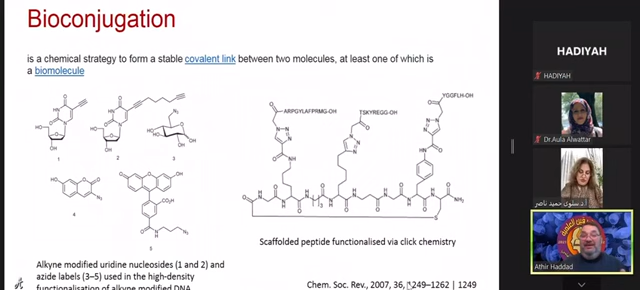 Bioconjugation
is a chemical strategy to form a stable covalent link between two molecules, at least one of which is
a biomolecule
ARPGYLAFPRMG-OH
TSKYREGG-OH
YGGFLH-OH
1
2
3
4
5
Scaffolded peptide functionalised via click chemistry
Alkyne modified uridine nucleosides (1 and 2) and
azide labels (3–5) used in the high-density
functionalisation of alkyne modified DNA
Chem. Soc. Rev., 2007, 36, 1249–1262 | 1249
HADIYAH
HADIYAH
Dr.Aula Alwattar
أ.د.سلوى حميد ناصر
Athir Haddad